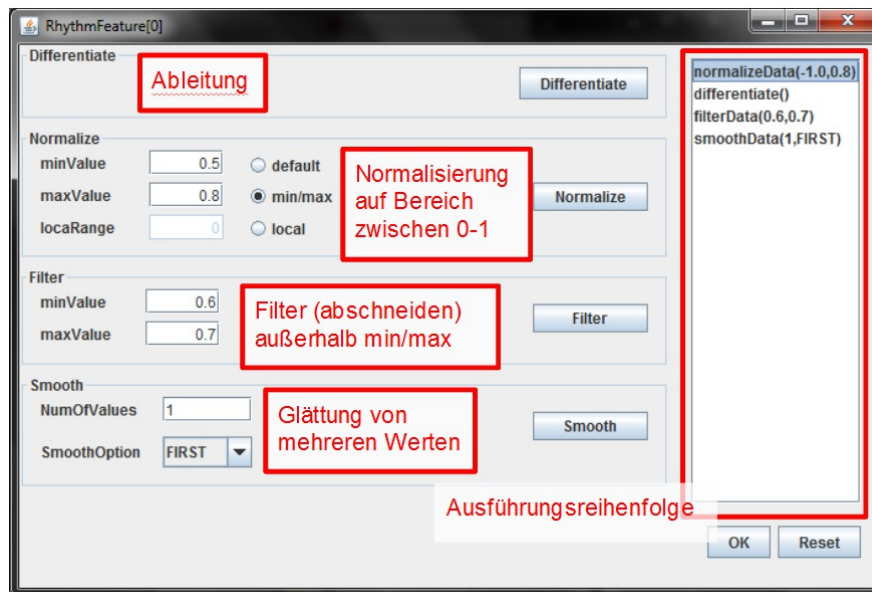 RhythmFeature[0]
Differentiate
Ableitung
Differentiate
Normalize
minValue 0.5 default
maxValue 0.8 min/max
locaRange 0 local
Normalisierung
auf Bereich
zwischen 0-1
Normalize
Filter
minValue 0.6
maxValue 0.7
Filter (abschneiden)
außerhalb min/max
Filter
Smooth
NumOfValues 1
SmoothOption FIRST
Glättung von
mehreren Werten
Smooth
normalizeData(-1.0,0.8)
differentiate()
filterData(0.6,0.7)
smoothData(1,FIRST)
Ausführungsreihenfolge
OK Reset